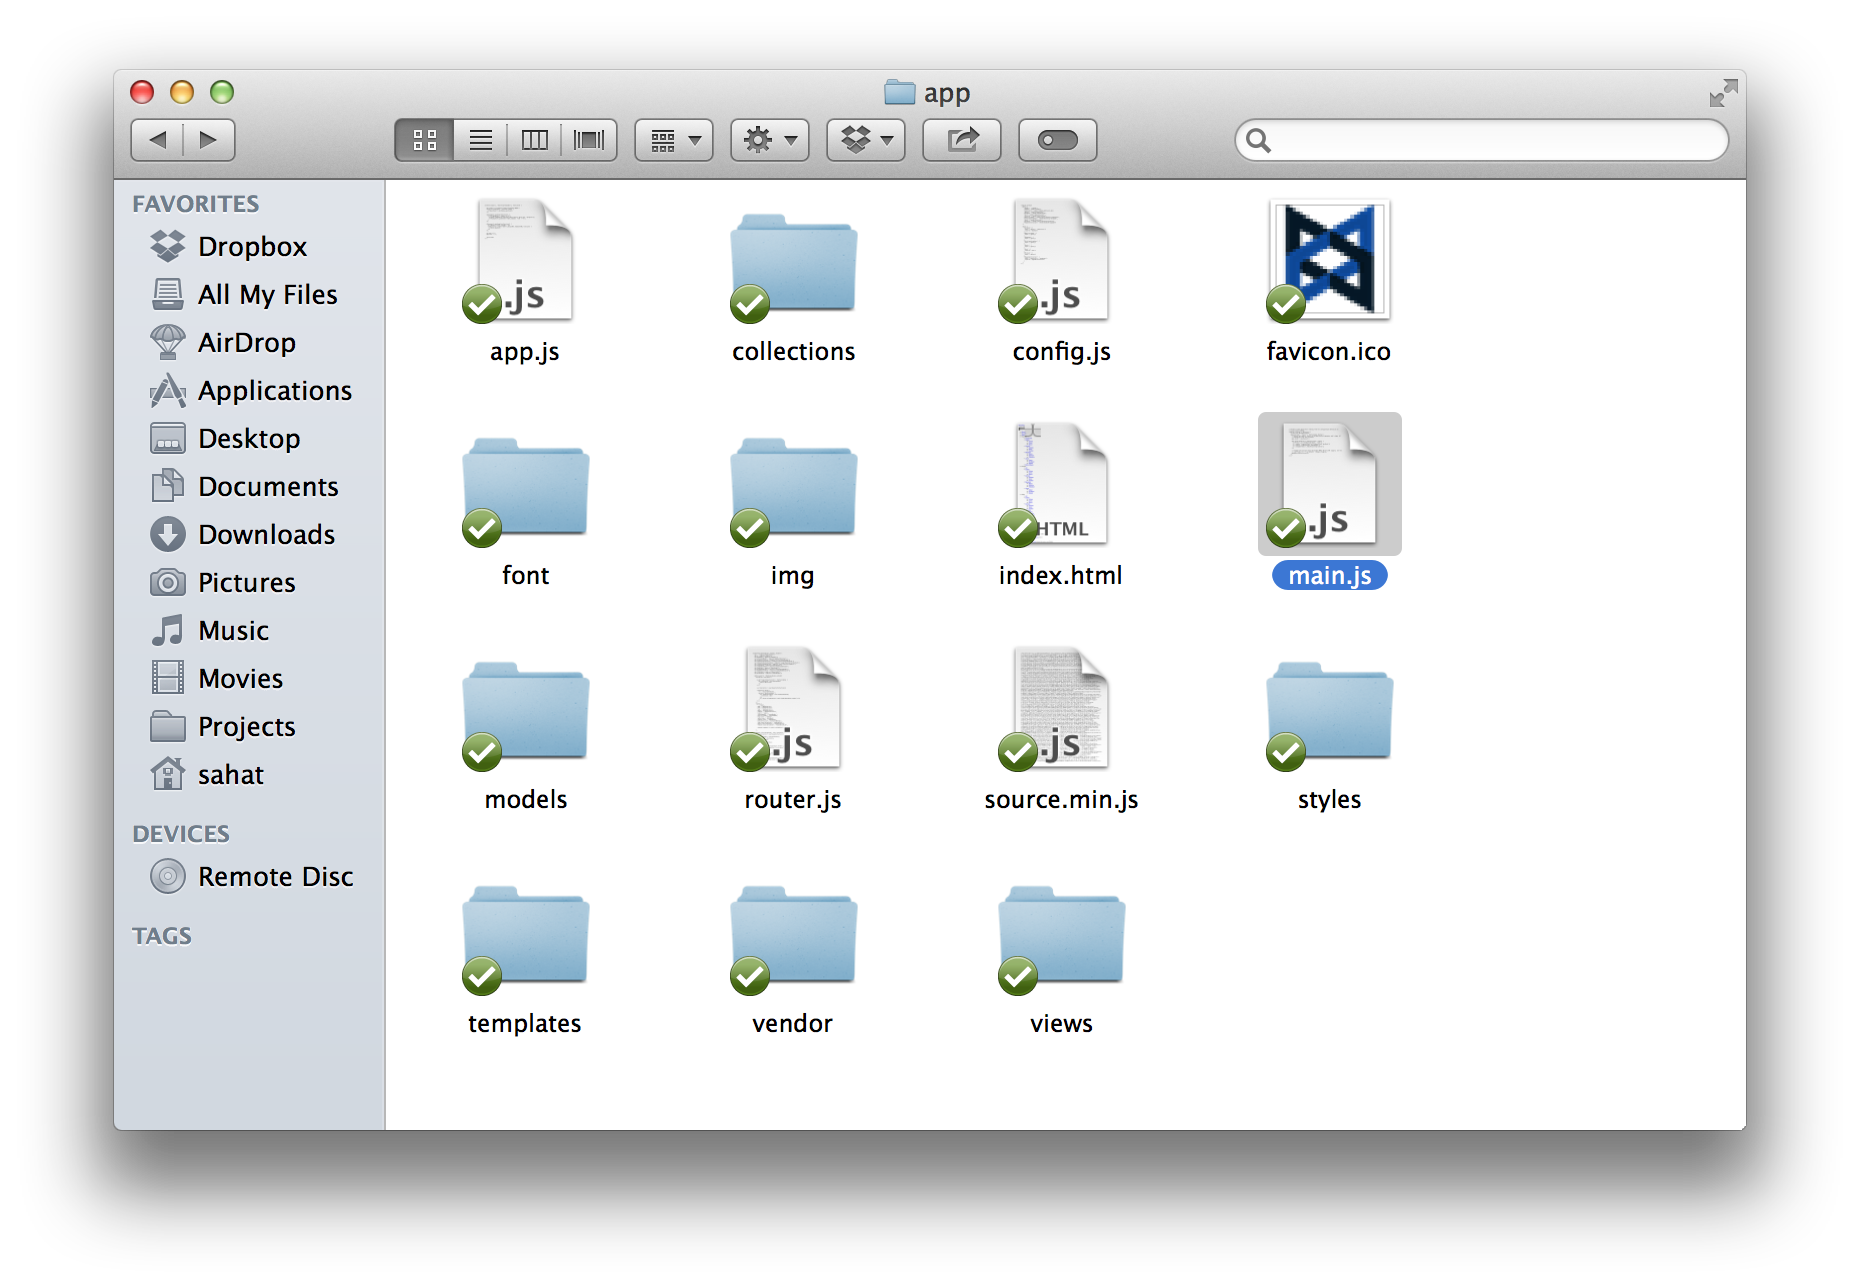 app
FAVORITES
Dropbox
All My Files
AirDrop
Applications
Desktop
Documents
Downloads
Pictures
Music
Movies
Projects
sahat
DEVICES
Remote Disc
TAGS
.js
.js
app.js
collections
config.js
favicon.ico
HTML
.js
font
img
index.html
main.js
.js
.js
models
router.js
source.min.js
styles
templates
vendor
views